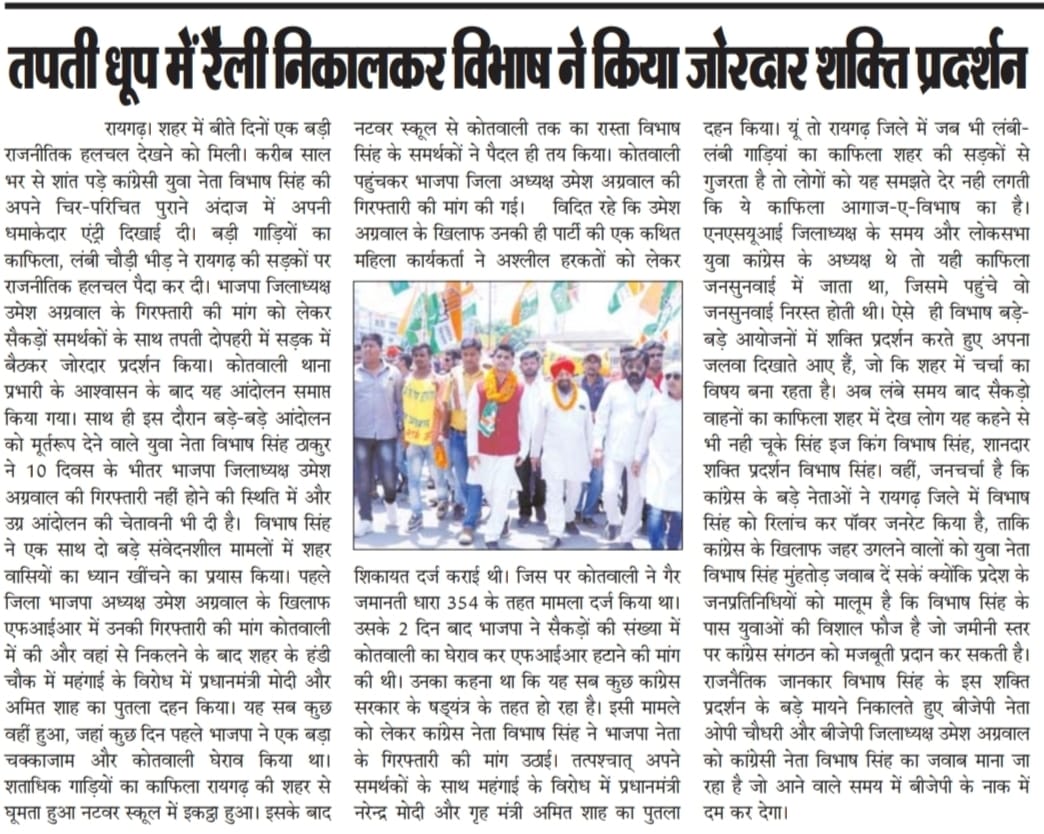 तपती धूप में रैली निकालकर विभाष ने किया जोरदार शक्ति प्रदर्शन
रायगढ़। शहर में बीते दिनों एक बड़ी
राजनीतिक हलचल देखने को मिली। करीब साल
भर से शांत पड़े कांग्रेसी युवा नेता विभाष सिंह की
अपने चिर-परिचित पुराने अंदाज में अपनी
धमाकेदार एंट्री दिखाई दी। बड़ी गाड़ियों का
काफिला, लंबी चौड़ी भीड़ ने रायगढ़ की सड़कों पर
राजनीतिक हलचल पैदा कर दी। भाजपा जिलाध्यक्ष
उमेश अग्रवाल के गिरफ्तारी की मांग को लेकर
सैकड़ों समर्थकों के साथ तपती दोपहरी में सड़क में
बैठकर जोरदार प्रदर्शन किया। कोतवाली थाना
प्रभारी के आश्वासन के बाद यह आंदोलन समाप्त
किया गया। साथ ही इस दौरान बड़े-बड़े आंदोलन
को मूर्तरूप देने वाले युवा नेता विभाष सिंह ठाकुर
ने 10 दिवस के भीतर भाजपा जिलाध्यक्ष उमेश
अग्रवाल की गिरफ्तारी नहीं होने की स्थिति में और
उग्र आंदोलन की चेतावनी भी दी है। विभाष सिंह
ने एक साथ दो बड़े संवेदनशील मामलों में शहर
वासियों का ध्यान खींचने का प्रयास किया। पहले
जिला भाजपा अध्यक्ष उमेश अग्रवाल के खिलाफ
एफआईआर में उनकी गिरफ्तारी की मांग कोतवाली
में की और वहां से निकलने के बाद शहर के हंडी
चौक में महंगाई के विरोध में प्रधानमंत्री मोदी और
अमित शाह का पुतला दहन किया। यह सब कुछ
वहीं हुआ, जहां कुछ दिन पहले भाजपा ने एक बड़ा
चक्काजाम और कोतवाली घेराव किया था।
शताधिक गाड़ियों का काफिला रायगढ़ की शहर से
घूमता हुआ नटवर स्कूल में इकट्ठा हुआ। इसके बाद
नटवर स्कूल से कोतवाली तक का रास्ता विभाष
सिंह के समर्थकों ने पैदल ही तय किया। कोतवाली
पहुंचकर भाजपा जिला अध्यक्ष उमेश अग्रवाल की
गिरफ्तारी की मांग की गई। विदित रहे कि उमेश
अग्रवाल के खिलाफ उनकी ही पार्टी की एक कथित
महिला कार्यकर्ता ने अश्लील हरकतों को लेकर
शिकायत दर्ज कराई थी। जिस पर कोतवाली ने गैर
जमानती धारा 354 के तहत मामला दर्ज किया था।
उसके 2 दिन बाद भाजपा ने सैकड़ों की संख्या में
कोतवाली का घेराव कर एफआईआर हटाने की मांग
की थी। उनका कहना था कि यह सब कुछ कांग्रेस
सरकार के षड्यंत्र के तहत हो रहा है। इसी मामले
को लेकर कांग्रेस नेता विभाष सिंह ने भाजपा नेता
के गिरफ्तारी की मांग उठाई। तत्पश्चात् अपने
समर्थकों के साथ महंगाई के विरोध में प्रधानमंत्री
नरेन्द्र मोदी और गृह मंत्री अमित शाह का पुतला
दहन किया। यूं तो रायगढ़ जिले में जब भी लंबी-
लंबी गाड़ियां का काफिला शहर की सड़कों से
गुजरता है तो लोगों को यह समझते देर नही लगती
कि ये काफिला आगाज-ए-विभाष का है।
एनएसयूआई जिलाध्यक्ष के समय और लोकसभा
युवा कांग्रेस के अध्यक्ष थे तो यही काफिला
जनसुनवाई में जाता था, जिसमे पहुंचे वो
जनसुनवाई निरस्त होती थी। ऐसे ही विभाष बड़े-
बड़े आयोजनों में शक्ति प्रदर्शन करते हुए अपना
जलवा दिखाते आए हैं, जो कि शहर में चर्चा का
विषय बना रहता है। अब लंबे समय बाद सैकड़ो
वाहनों का काफिला शहर में देख लोग यह कहने से
भी नही चूके सिंह इज किंग विभाष सिंह, शानदार
शक्ति प्रदर्शन विभाष सिंह। वहीं, जनचर्चा है कि
कांग्रेस के बड़े नेताओं ने रायगढ़ जिले में विभाष
सिंह को रिलांच कर पॉवर जनरेट किया है, ताकि
कांग्रेस के खिलाफ जहर उगलने वालों को युवा नेता
विभाष सिंह मुंहतोड़ जवाब दें सकें क्योंकि प्रदेश के
जनप्रतिनिधियों को मालूम है कि विभाष सिंह के
पास युवाओं की विशाल फौज है जो जमीनी स्तर
पर कांग्रेस संगठन को मजबूती प्रदान कर सकती है।
राजनैतिक जानकार विभाष सिंह के इस शक्ति
प्रदर्शन के बड़े मायने निकालते हुए बीजेपी नेता
ओपी चौधरी और बीजेपी जिलाध्यक्ष उमेश अग्रवाल
को कांग्रेसी नेता विभाष सिंह का जवाब माना जा
रहा है जो आने वाले समय में बीजेपी के नाक में
दम कर देगा।